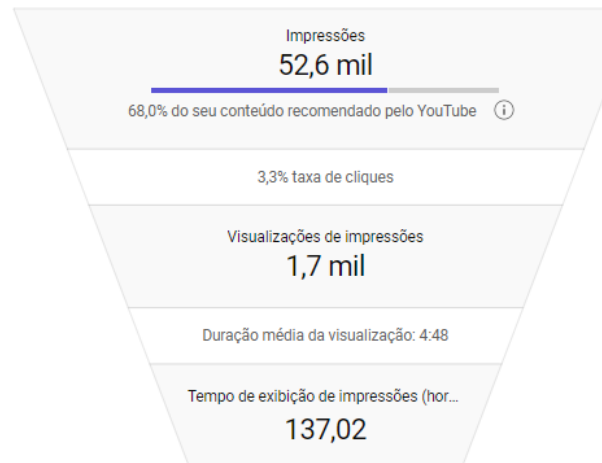 Impressões
52,6 mil
68,0% do seu conteúdo recomendado pelo YouTube
3,3% taxa de cliques
Visualizações de impressões
1,7 mil
Duração média da visualização: 4:48
Tempo de exibição de impressões (hor...
137,02